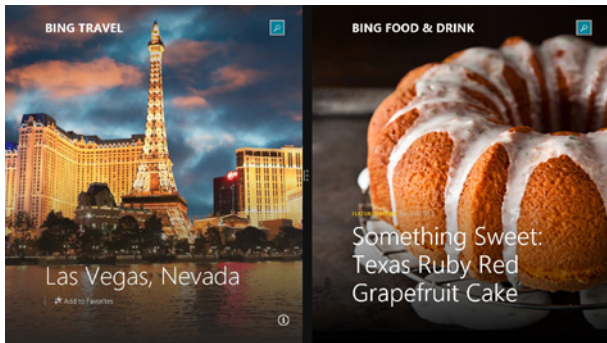 BING TRAVEL
Las Vegas, Nevada
Add to Favorites
BING FOOD & DRINK
Something Sweet:
Texas Ruby Red
Grapefruit Cake